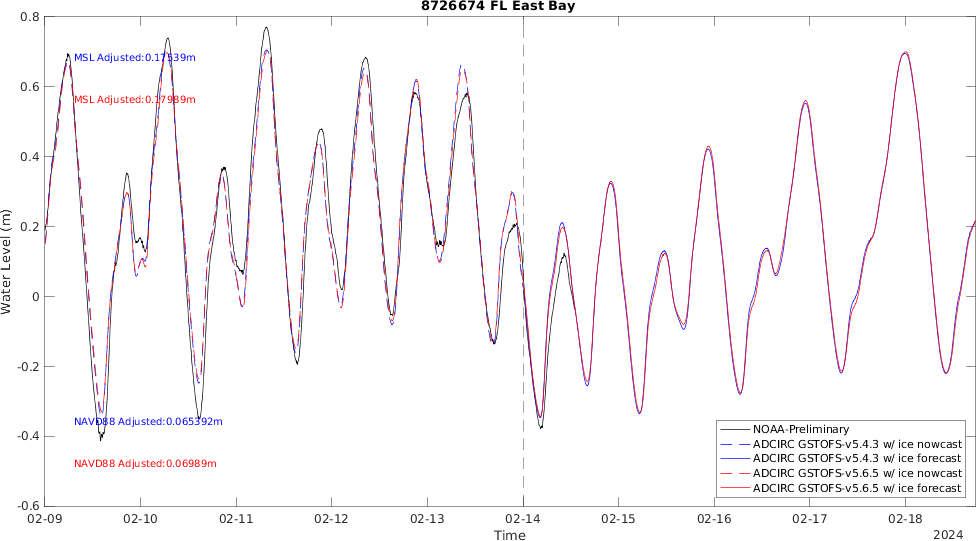 8726674 FL East Bay
0.8
0.6
0.4
0.2
0
-0.2
-0.4
-0.6
Water Level (m)
MSL Adjusted:0.17539m
MSL Adjusted:0.17989m
NAVD88 Adjusted:0.065392m
NAVD88 Adjusted:0.06989m
NOAA-Preliminary
ADCIRC GSTOFS-v5.4.3 w/ ice nowcast
ADCIRC GSTOFS-v5.4.3 w/ ice forecast
ADCIRC GSTOFS-v5.6.5 w/ ice nowcast
ADCIRC GSTOFS-v5.6.5 w/ ice forecast
02-09 02-10 02-11 02-12 02-13 02-14 02-15 02-16 02-17 02-18
Time
2024